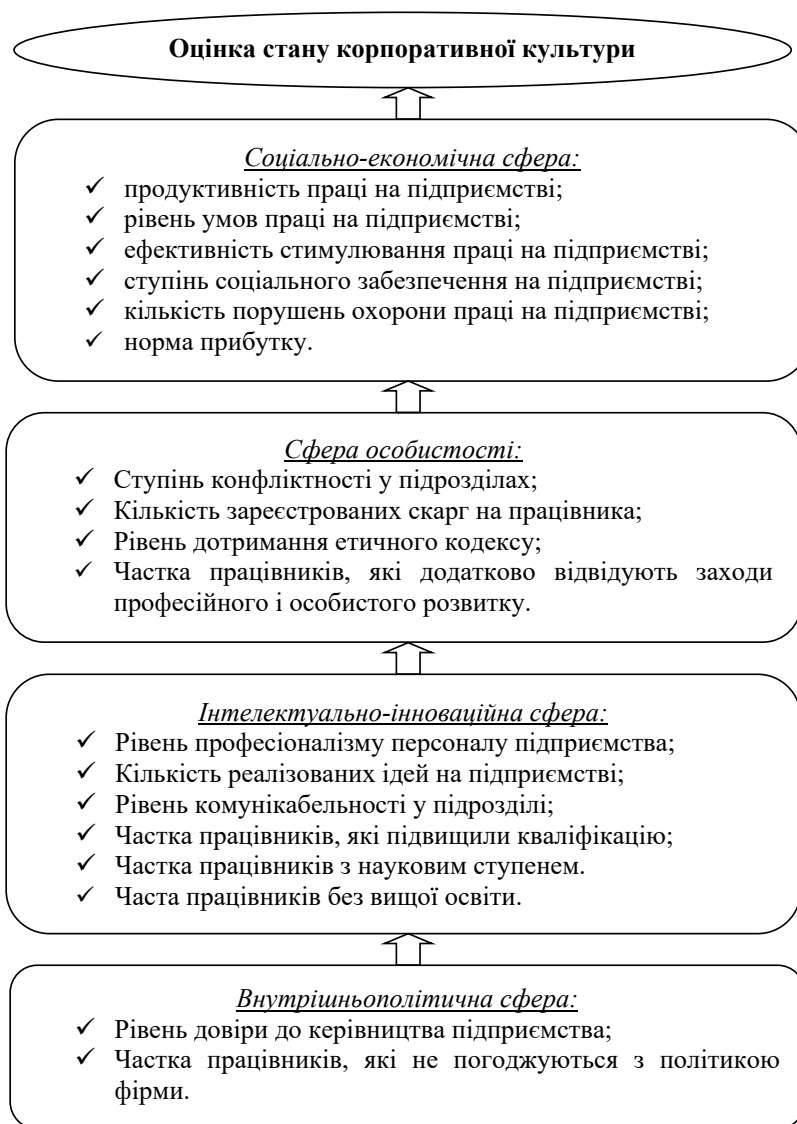 Оцінка стану корпоративної культури
Соціально-економічна сфера:
✓ продуктивність праці на підприємстві;
✓ рівень умов праці на підприємстві;
✓ ефективність стимулювання праці на підприємстві;
✓ ступінь соціального забезпечення на підприємстві;
✓ кількість порушень охорони праці на підприємстві;
✓ норма прибутку.
Сфера особистості:
✓ Ступінь конфліктності у підрозділах;
✓ Кількість зареєстрованих скарг на працівника;
✓ Рівень дотримання етичного кодексу;
✓ Частка працівників, які додатково відвідують заходи
професійного і особистого розвитку.
Інтелектуально-інноваційна сфера:
✓ Рівень професіоналізму персоналу підприємства;
✓ Кількість реалізованих ідей на підприємстві;
✓ Рівень комунікабельності у підрозділі;
✓ Частка працівників, які підвищили кваліфікацію;
✓ Частка працівників з науковим ступенем.
✓ Часта працівників без вищої освіти.
Внутрішньополітична сфера:
✓ Рівень довіри до керівництва підприємства;
✓ Частка працівників, які не погоджуються з політикою
фірми.